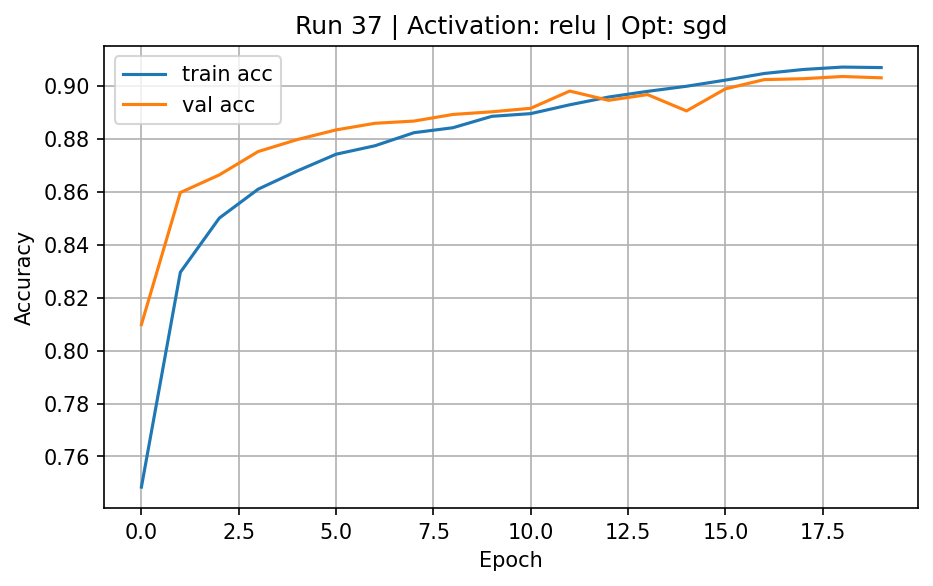 Run 37 | Activation: relu | Opt: sgd
train acc
val acc
0.90
0.88
0.86
0.84
0.82
0.80
0.78
0.76
Accuracy
0.0 2.5 5.0 7.5 10.0 12.5 15.0 17.5
Epoch